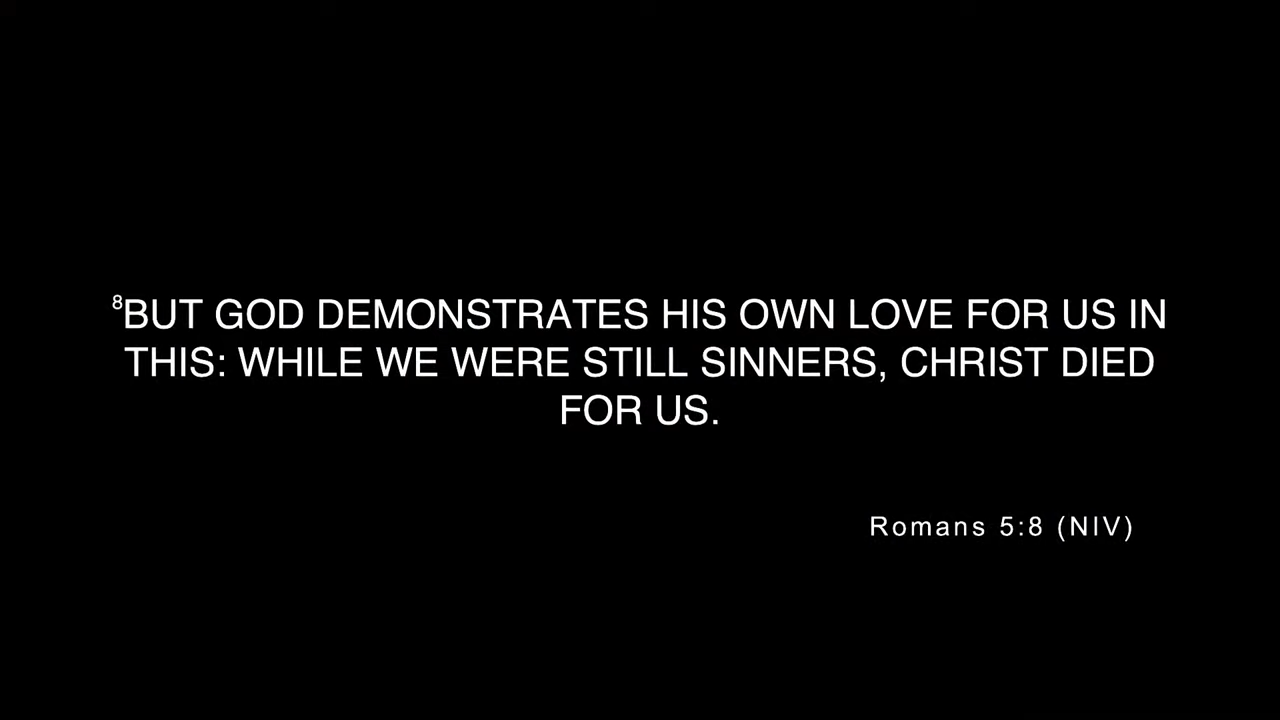 ⁸BUT GOD DEMONSTRATES HIS OWN LOVE FOR US IN
THIS: WHILE WE WERE STILL SINNERS, CHRIST DIED
FOR US.
Romans 5:8 (NIV)